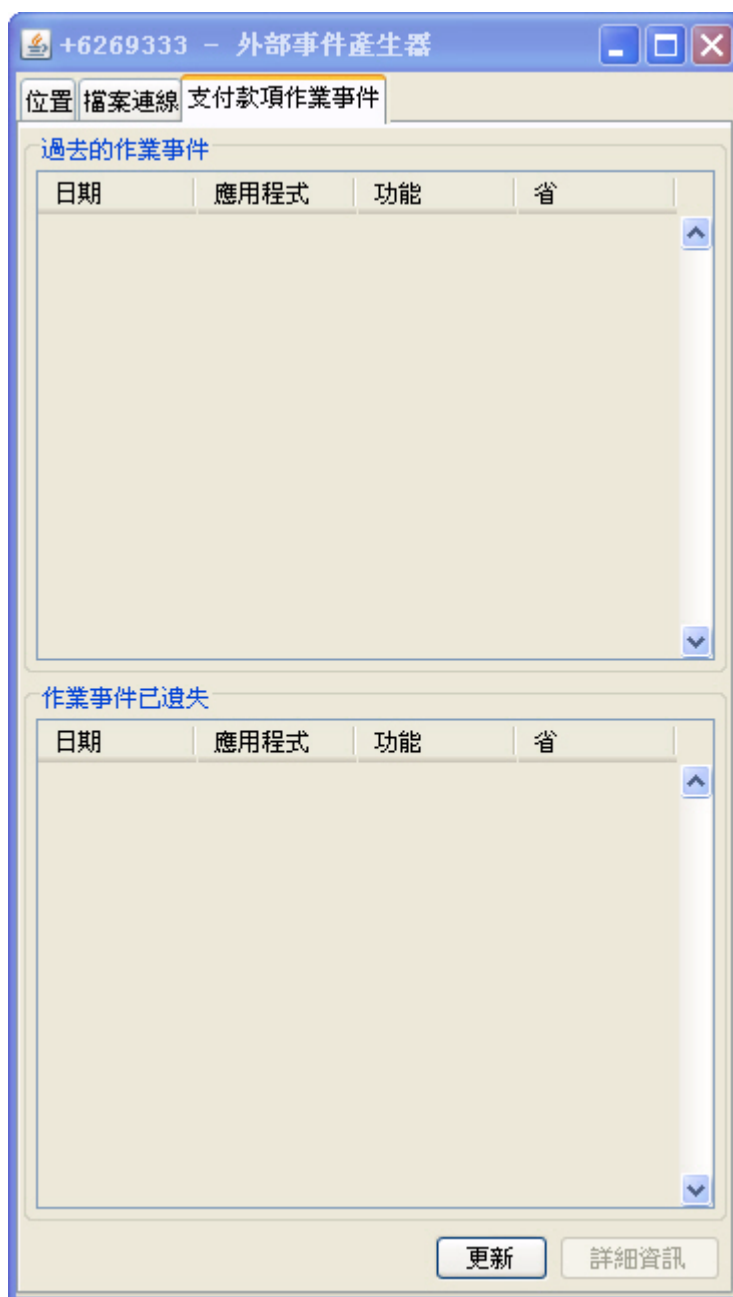 +6269333 - 外部事件產生器
位置 檔案連線 支付款項作業事件
過去的作業事件
日期 應用程式 功能 省
作業事件已遺失
日期 應用程式 功能 省
更新 詳細資訊